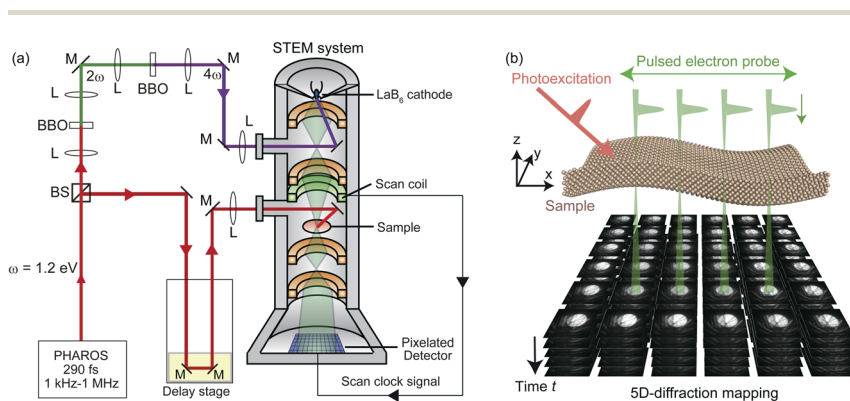 (a)
M
2ω
L
BBO
L
4ω
M
L
BBO
L
M
L
BS
M
L
ω = 1.2 eV
PHAROS
290 fs
1 kHz-1 MHz
M
M
Delay stage
STEM system
LaB₆ cathode
Scan coil
Sample
Pixelated
Detector
Scan clock signal
(b)
Pulsed electron probe
Photoexcitation
z
y
x
Sample
Time t
5D-diffraction mapping